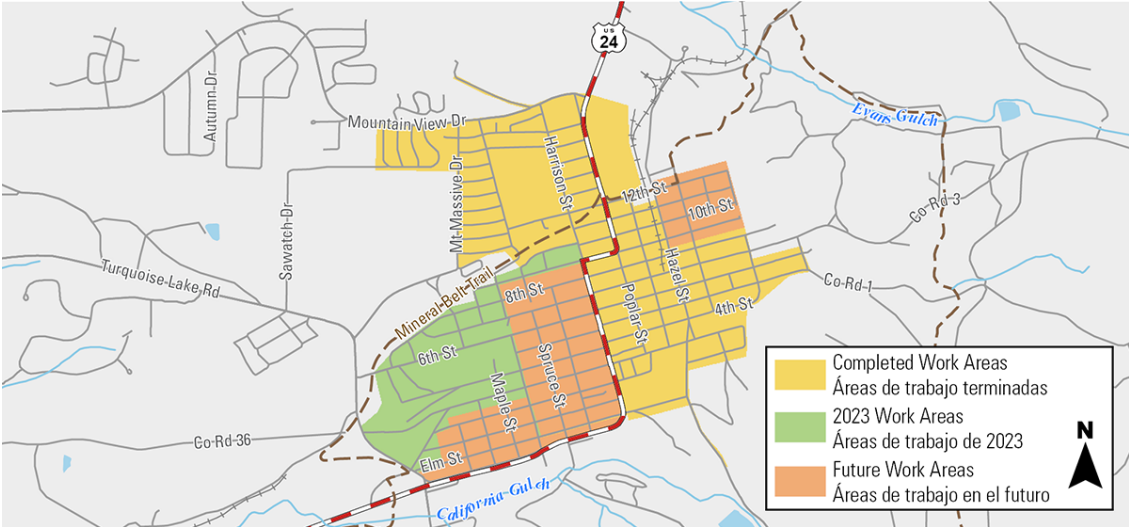 US
24
Autumn Dr
Mountain View Dr
Evans Gulch
Harrison St
Mt Massive Dr
12th St
10th St
Co Rd 3
Sawatch Dr
Turquoise Lake Rd
Mineral Belt Trail
Hazel St
Co Rd 1
8th St
Poplar St
4th St
6th St
Spruce St
Maple St
Co Rd 36
Elm St
California Gulch
Completed Work Areas
Áreas de trabajo terminadas
2023 Work Areas
Áreas de trabajo de 2023
Future Work Areas
Áreas de trabajo en el futuro
N